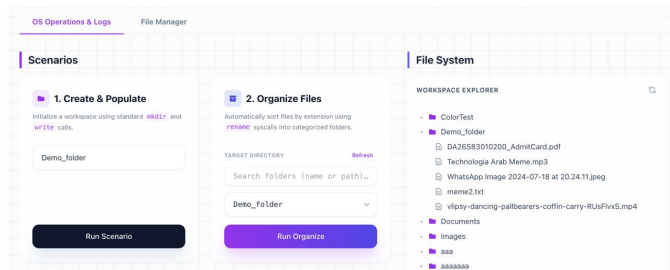 OS Operations & Logs
File Manager
Scenarios
1. Create & Populate
Initialize a workspace using standard mkdir and
write calls.
Demo_folder
Run Scenario
2. Organize Files
Automatically sort files by extension using
rename syscalls into categorized folders.
TARGET DIRECTORY
Refresh
Search folders (name or path)…
Demo_folder
Run Organize
File System
WORKSPACE EXPLORER
ColorTest
Demo_folder
DA26S83010200_AdmitCard.pdf
Technologia Arab Meme.mp3
WhatsApp Image 2024-07-18 at 20.24.11.jpeg
meme2.txt
vlipsy-dancing-pallbearers-coffin-carry-RUsFlvxS.mp4
Documents
Images
aaa
aaaaaaa